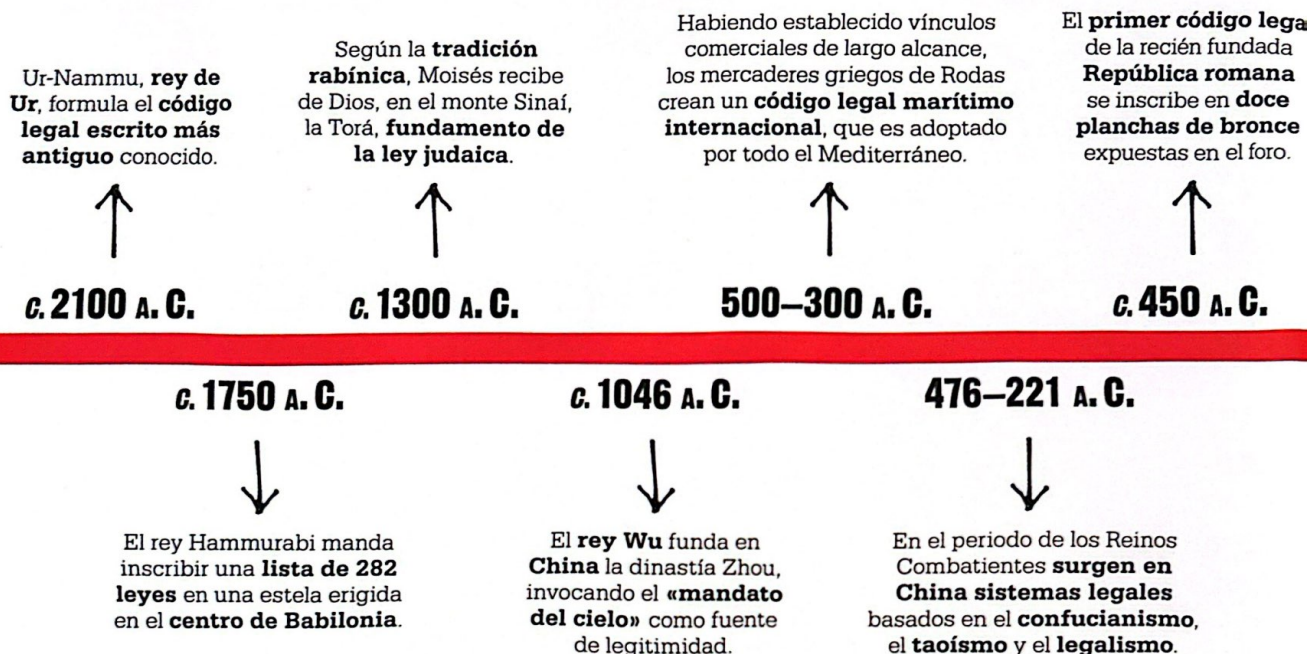 Ur-Nammu, rey de
Ur, formula el código
legal escrito más
antiguo conocido.
c. 2100 A. C.
Según la tradición
rabínica, Moisés recibe
de Dios, en el monte Sinaí,
la Torá, fundamento de
la ley judaica.
c. 1300 A. C.
Habiendo establecido vínculos
comerciales de largo alcance,
los mercaderes griegos de Rodas
crean un código legal marítimo
internacional, que es adoptado
por todo el Mediterráneo.
500–300 A. C.
El primer código lega
de la recién fundada
República romana
se inscribe en doce
planchas de bronce
expuestas en el foro.
c. 450 A. C.
c. 1750 A. C.
El rey Hammurabi manda
inscribir una lista de 282
leyes en una estela erigida
en el centro de Babilonia.
c. 1046 A. C.
El rey Wu funda en
China la dinastía Zhou,
invocando el «mandato
del cielo» como fuente
de legitimidad.
476–221 A. C.
En el periodo de los Reinos
Combatientes surgen en
China sistemas legales
basados en el confucianismo,
el taoísmo y el legalismo.